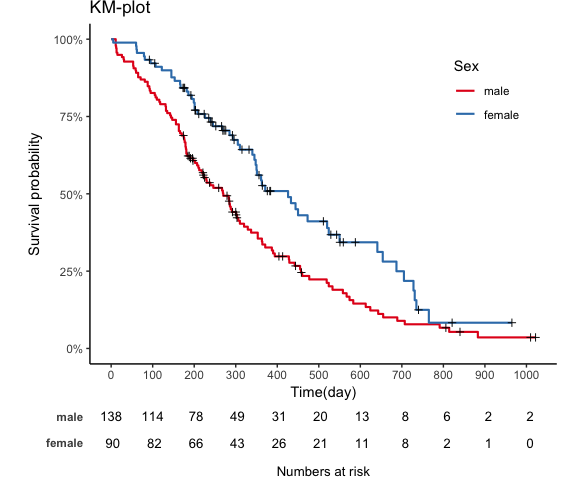 KM-plot
100%
75%
50%
25%
0%
Survival probability
Sex
male
female
0 100 200 300 400 500 600 700 800 900 1000
Time(day)
male 138 114 78 49 31 20 13 8 6 2 2
female 90 82 66 43 26 21 11 8 2 1 0
Numbers at risk